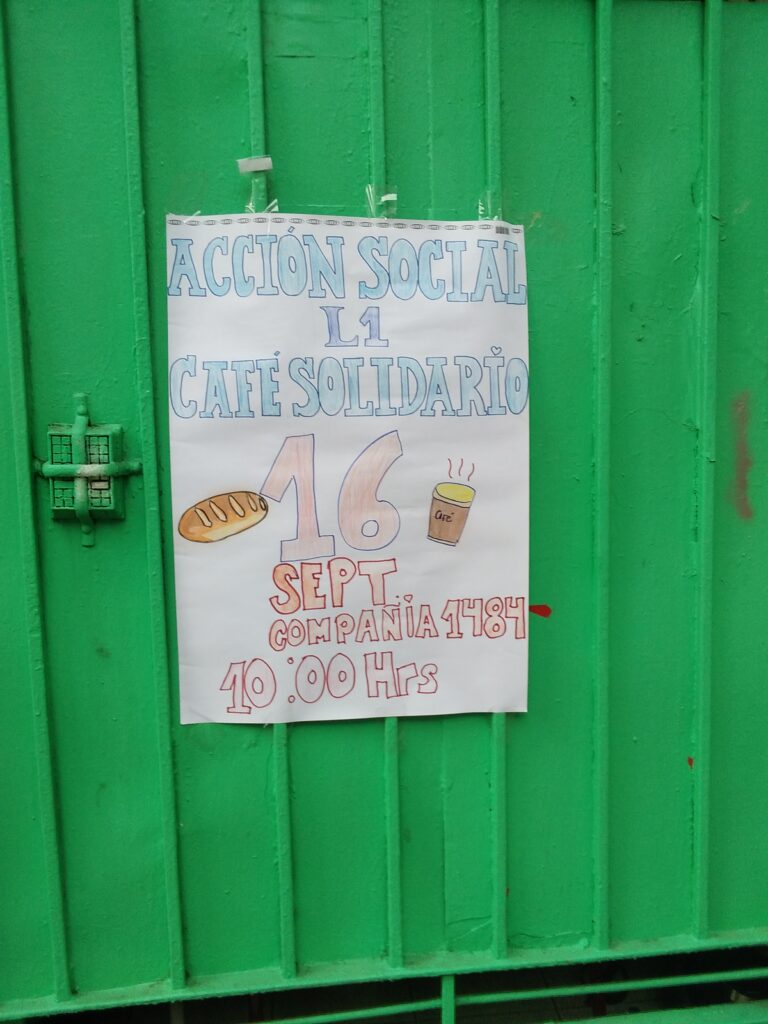 ACCIÓN SOCIAL
L1
CAFÉ SOLIDARIO
16
Café
SEPT
COMPAÑIA 1484
10:00 Hrs